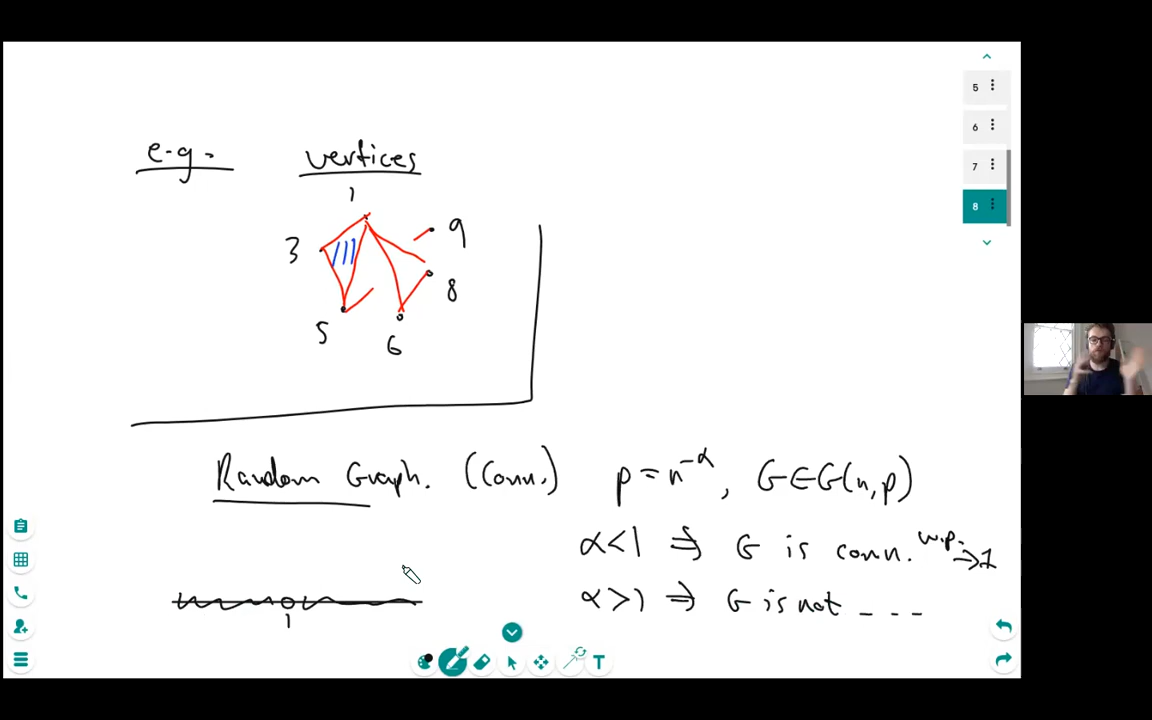 e.g.
vertices
1
3
9
8
5
6
Random Graph. (Conn.) p = n^-α, G ∈ G(n,p)
α<1 ⇒ G is conn. w.p. → 1
α>1 ⇒ G is not - - -
1
5
6
7
8
T